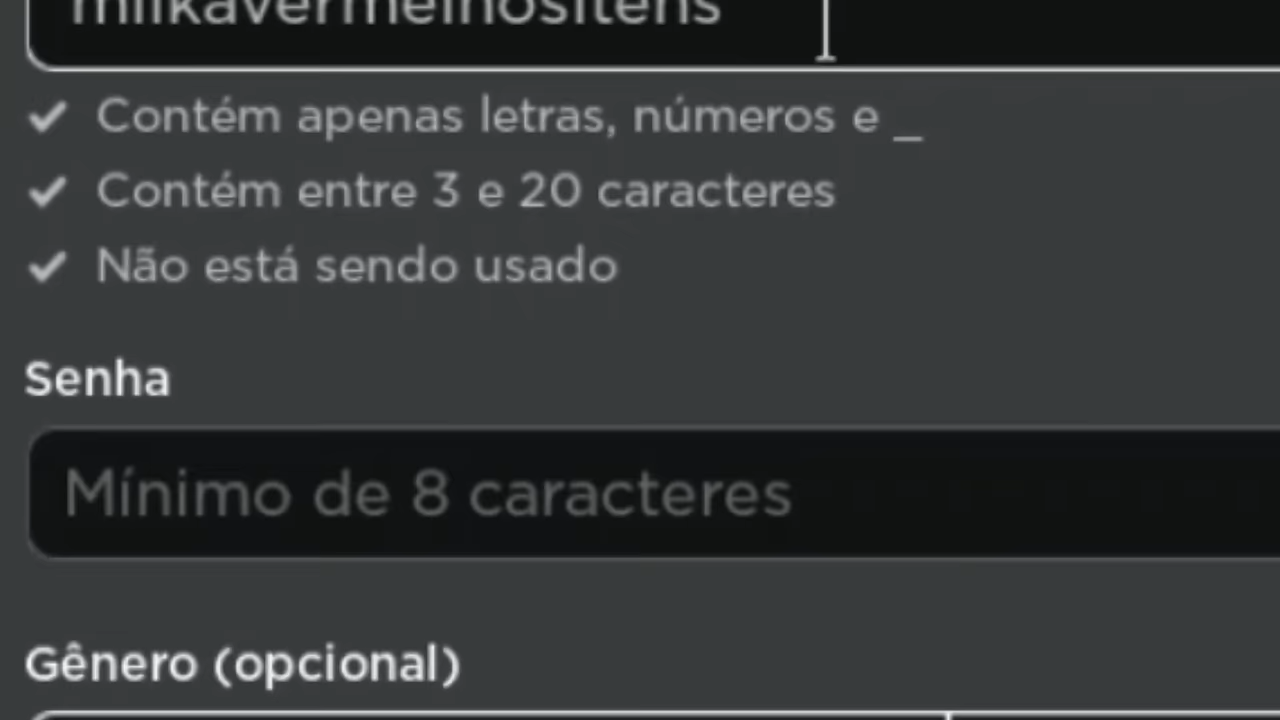 milkavermelhositens
✓ Contém apenas letras, números e _
✓ Contém entre 3 e 20 caracteres
✓ Não está sendo usado
Senha
Mínimo de 8 caracteres
Gênero (opcional)